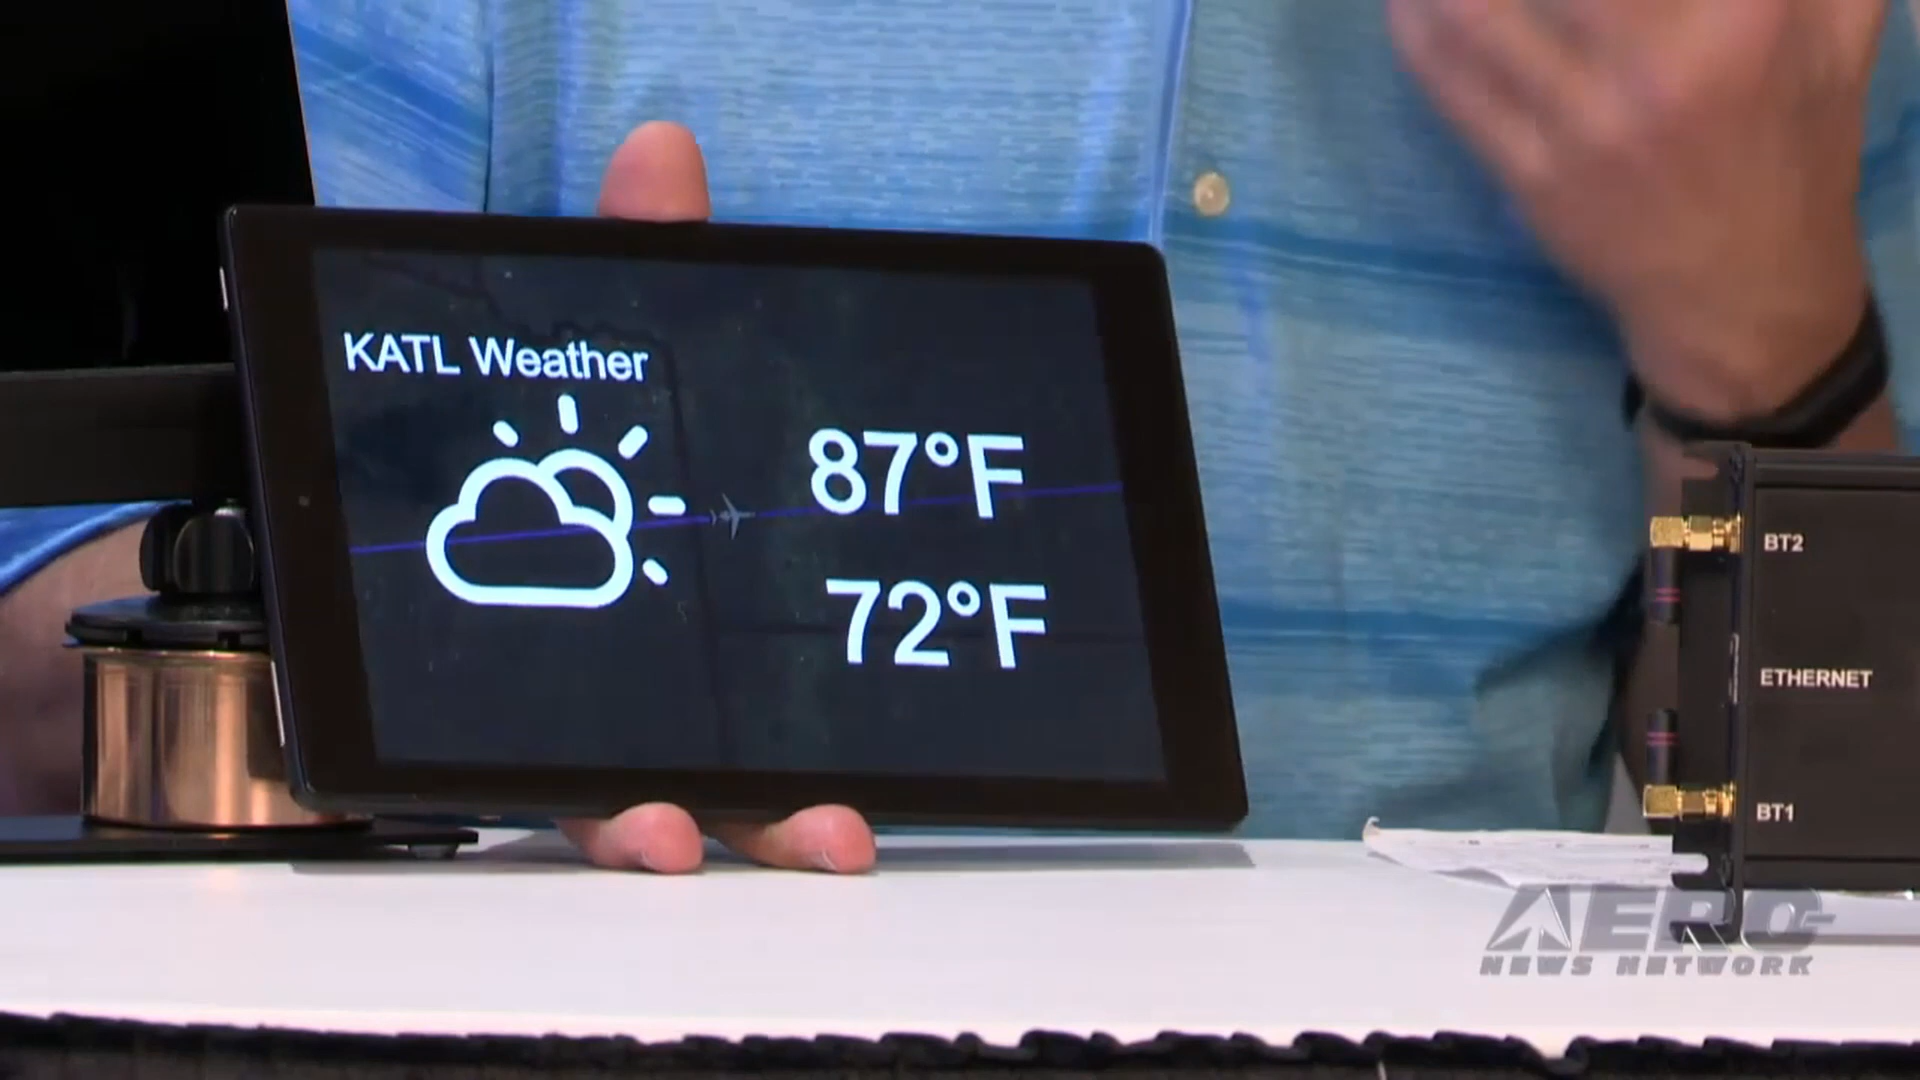 KATL Weather
87°F
72°F
BT2
ETHERNET
BT1
AERO
NEWS NETWORK